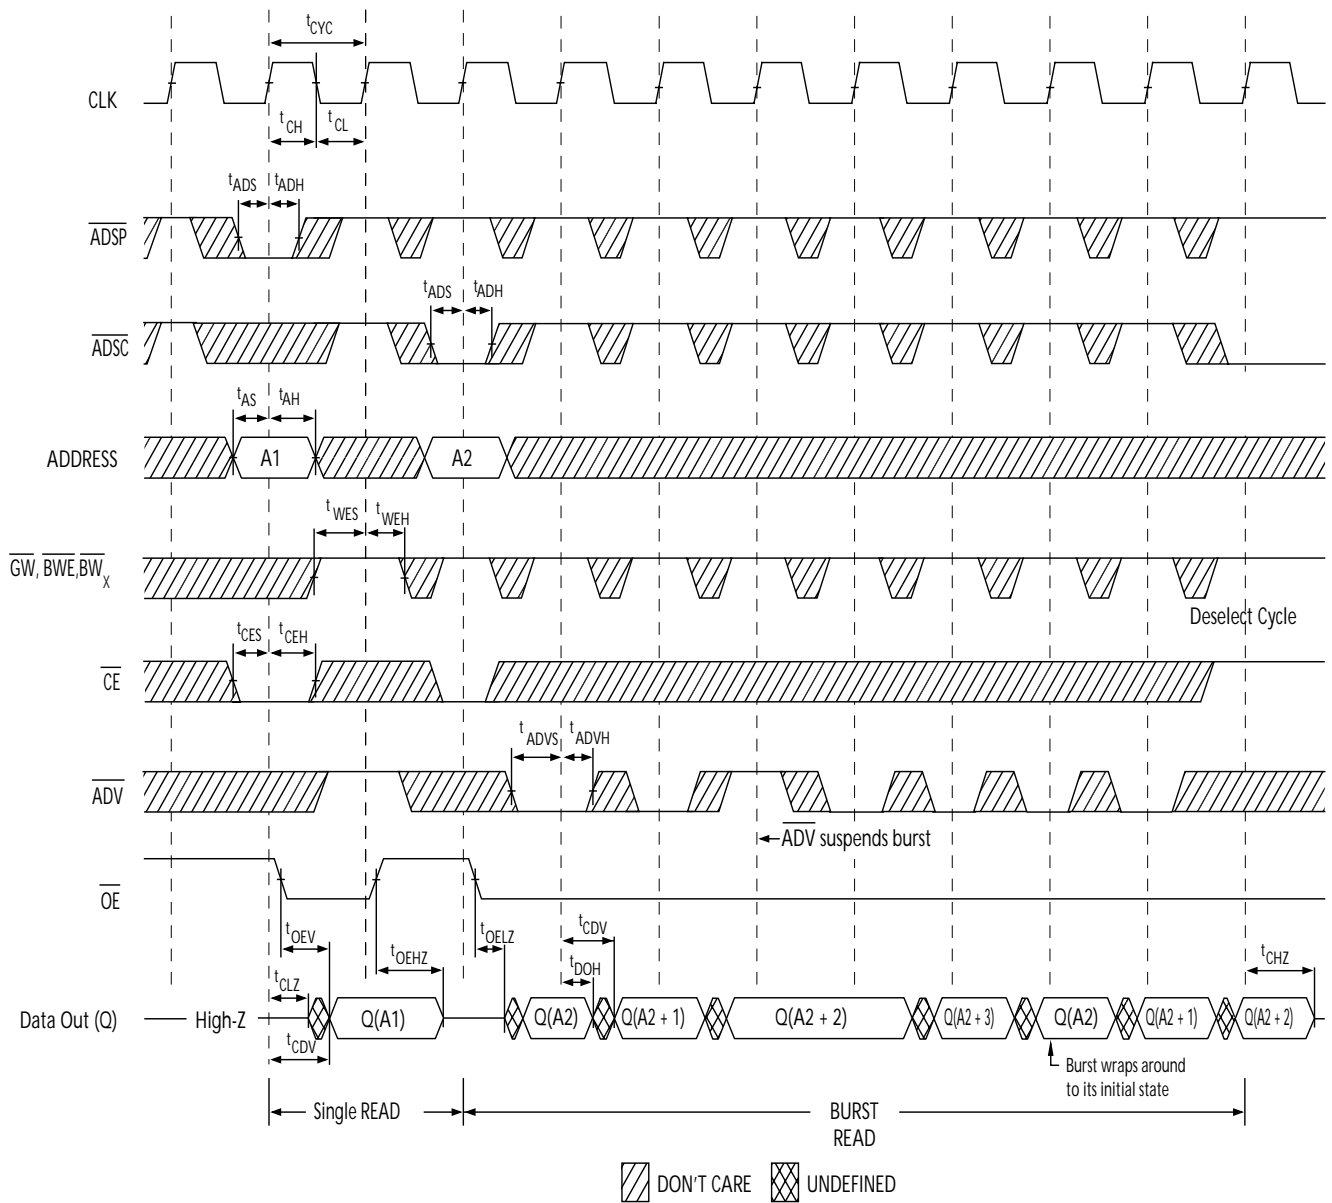 tCYC
CLK
tCH
tCL
tADS
tADH
ADSP
tADS
tADH
ADSC
tAS
tAH
ADDRESS
A1
A2
tWES
tWEH
GW, BWE,BWX
Deselect Cycle
tCES
tCEH
CE
tADVS
tADVH
ADV
ADV suspends burst
OE
tOEV
tOEHZ
tOELZ
tCDV
tDOH
tCHZ
tCLZ
Data Out (Q)
High-Z
Q(A1)
Q(A2)
Q(A2 + 1)
Q(A2 + 2)
Q(A2 + 3)
Q(A2)
Q(A2 + 1)
Q(A2 + 2)
tCDV
Burst wraps around
to its initial state
Single READ
BURST
READ
DON'T CARE
UNDEFINED